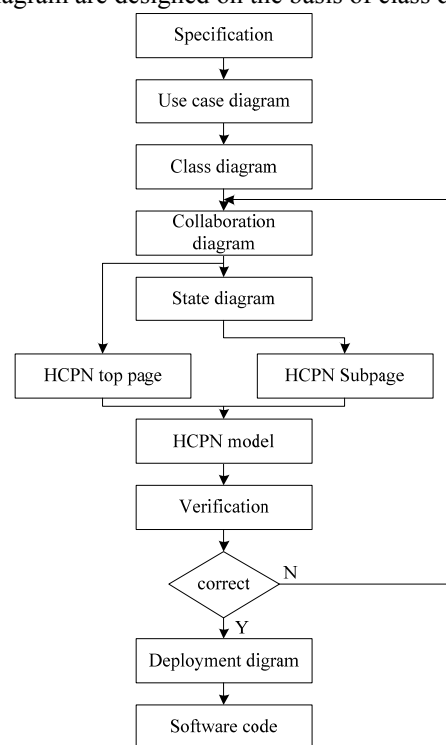 agram are designed on the basis of class d
Specification
Use case diagram
Class diagram
Collaboration
diagram
State diagram
HCPN top page
HCPN Subpage
HCPN model
Verification
correct
N
Y
Deployment digram
Software code